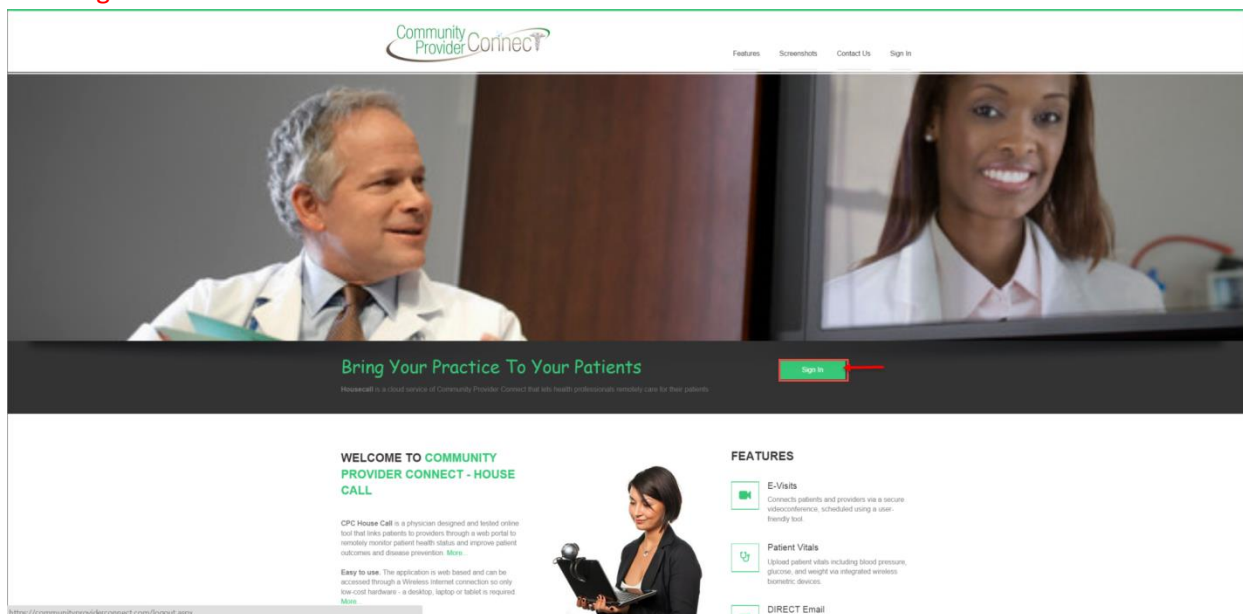 Community
Provider Connect
Features Screenshots Contact Us Sign In
Bring Your Practice To Your Patients
Sign In
Housecall is a cloud service of Community Provider Connect that lets health professionals remotely care for their patients
WELCOME TO COMMUNITY
PROVIDER CONNECT - HOUSE
CALL
CPC House Call is a physician designed and tested online
tool that links patients to providers through a web portal to
remotely monitor patient health status and improve patient
outcomes and disease prevention. More...
Easy to use. The application is web based and can be
accessed through a Wireless Internet connection so only
low-cost hardware - a desktop, laptop or tablet is required.
More...
FEATURES
E-Visits
Connects patients and providers via a secure
videoconference, scheduled using a user-
friendly tool
Patient Vitals
Upload patient vitals including blood pressure,
glucose, and weight via integrated wireless
biometric devices.
DIRECT Email
https://communityproviderconnect.com/logout.aspx